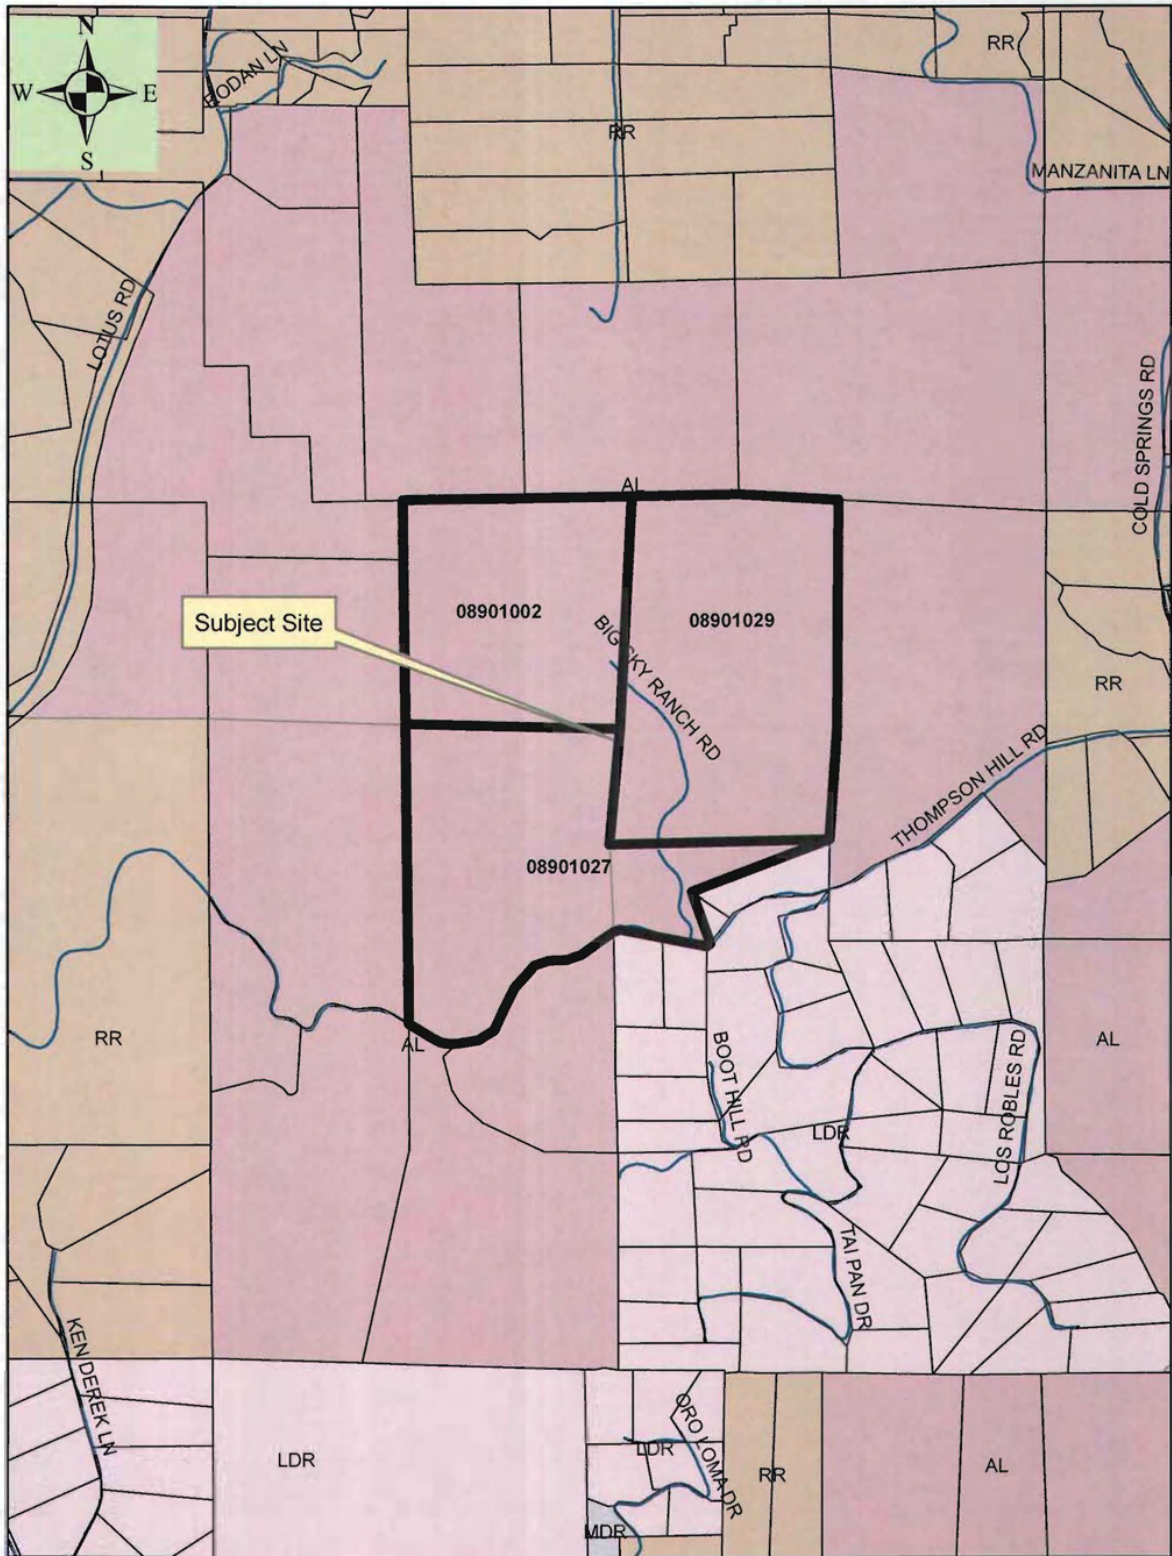 N
W E
S
RODAN LN
RR
RR
MANZANITA LN
LOTUS RD
COLD SPRINGS RD
AL
Subject Site
08901002
08901029
BIG SKY RANCH RD
RR
THOMPSON HILL RD
08901027
RR
AL
AL
BOOT HILL RD
LOS ROBLES RD
LDR
TAI PAN DR
KEN DEREK LN
ORO LOMA DR
LDR
LDR
RR
AL
MDR